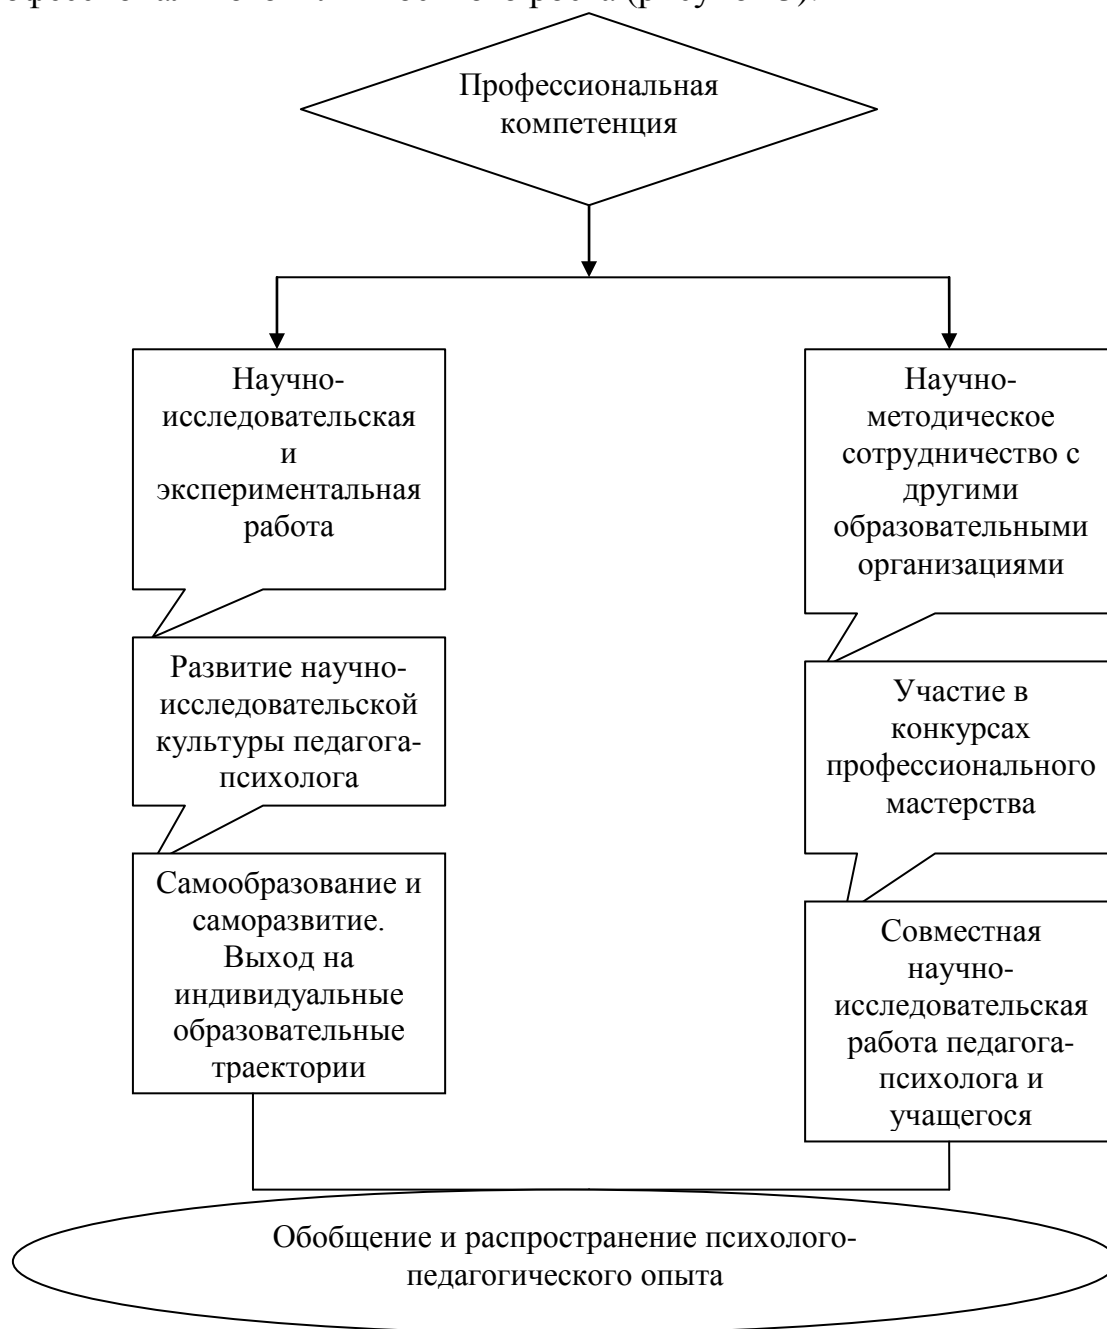 Профессиональная
компетенция
Научно-
исследовательская
и
экспериментальная
работа
Развитие научно-
исследовательской
культуры педагога-
психолога
Самообразование и
саморазвитие.
Выход на
индивидуальные
образовательные
траектории
Научно-
методическое
сотрудничество с
другими
образовательными
организациями
Участие в
конкурсах
профессионального
мастерства
Совместная
научно-
исследовательская
работа педагога-
психолога и
учащегося
Обобщение и распространение психолого-
педагогического опыта